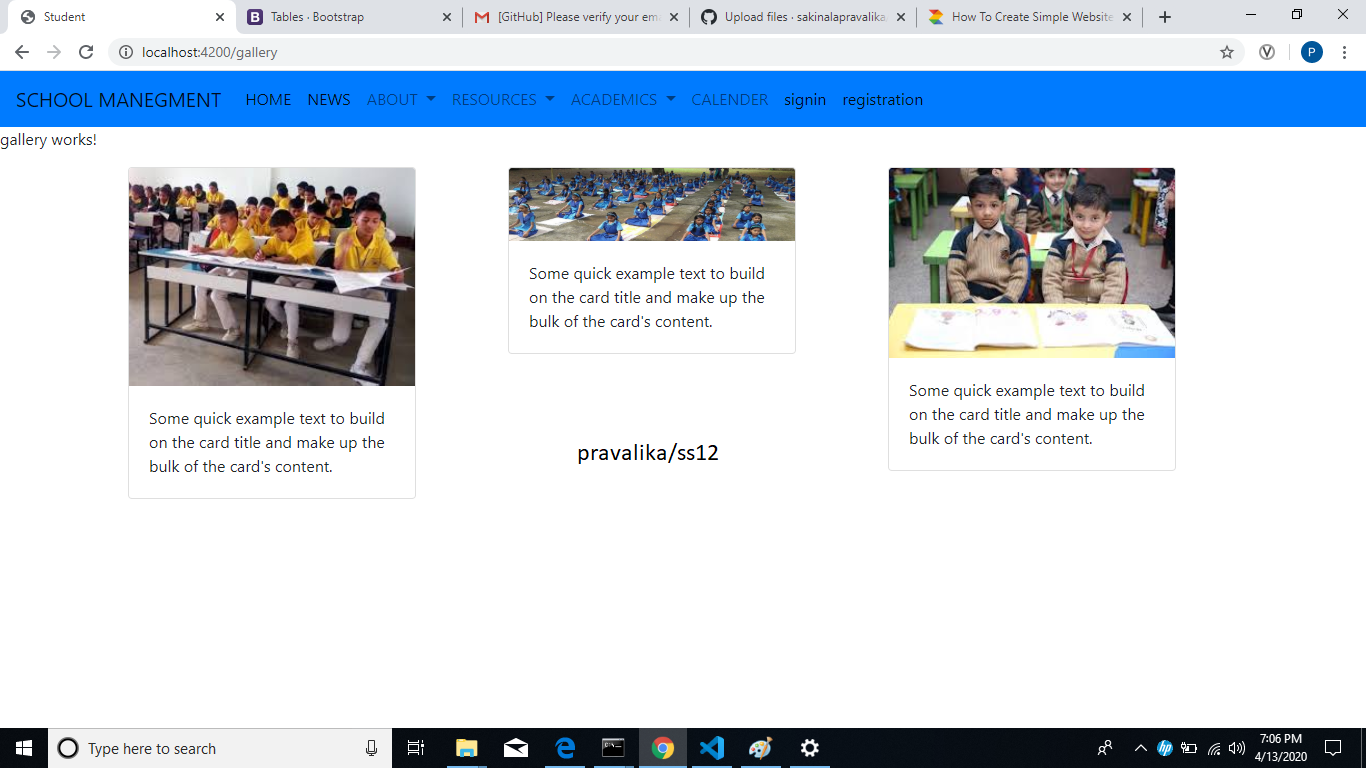 Student
Tables · Bootstrap
[GitHub] Please verify your ema
Upload files · sakinalapravalika
How To Create Simple Website
localhost:4200/gallery
P
SCHOOL MANEGMENT HOME NEWS ABOUT RESOURCES ACADEMICS CALENDER signin registration
gallery works!
Some quick example text to build
on the card title and make up the
bulk of the card's content.
Some quick example text to build
on the card title and make up the
bulk of the card's content.
Some quick example text to build
on the card title and make up the
bulk of the card's content.
pravalika/ss12
Type here to search
7:06 PM
4/13/2020